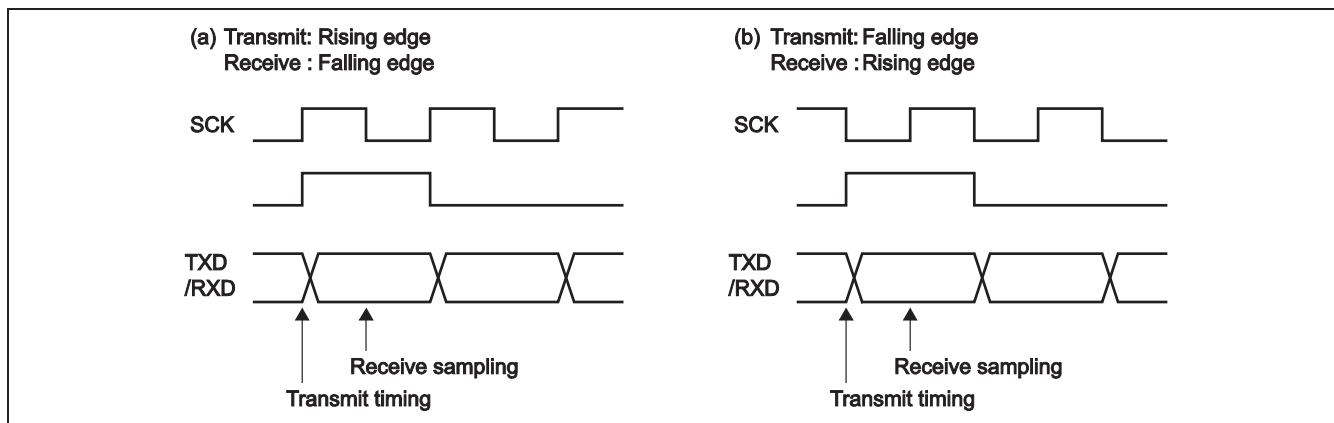 (a) Transmit: Rising edge
Receive : Falling edge
SCK
TXD
/RXD
Receive sampling
Transmit timing
(b) Transmit: Falling edge
Receive : Rising edge
SCK
TXD
/RXD
Receive sampling
Transmit timing